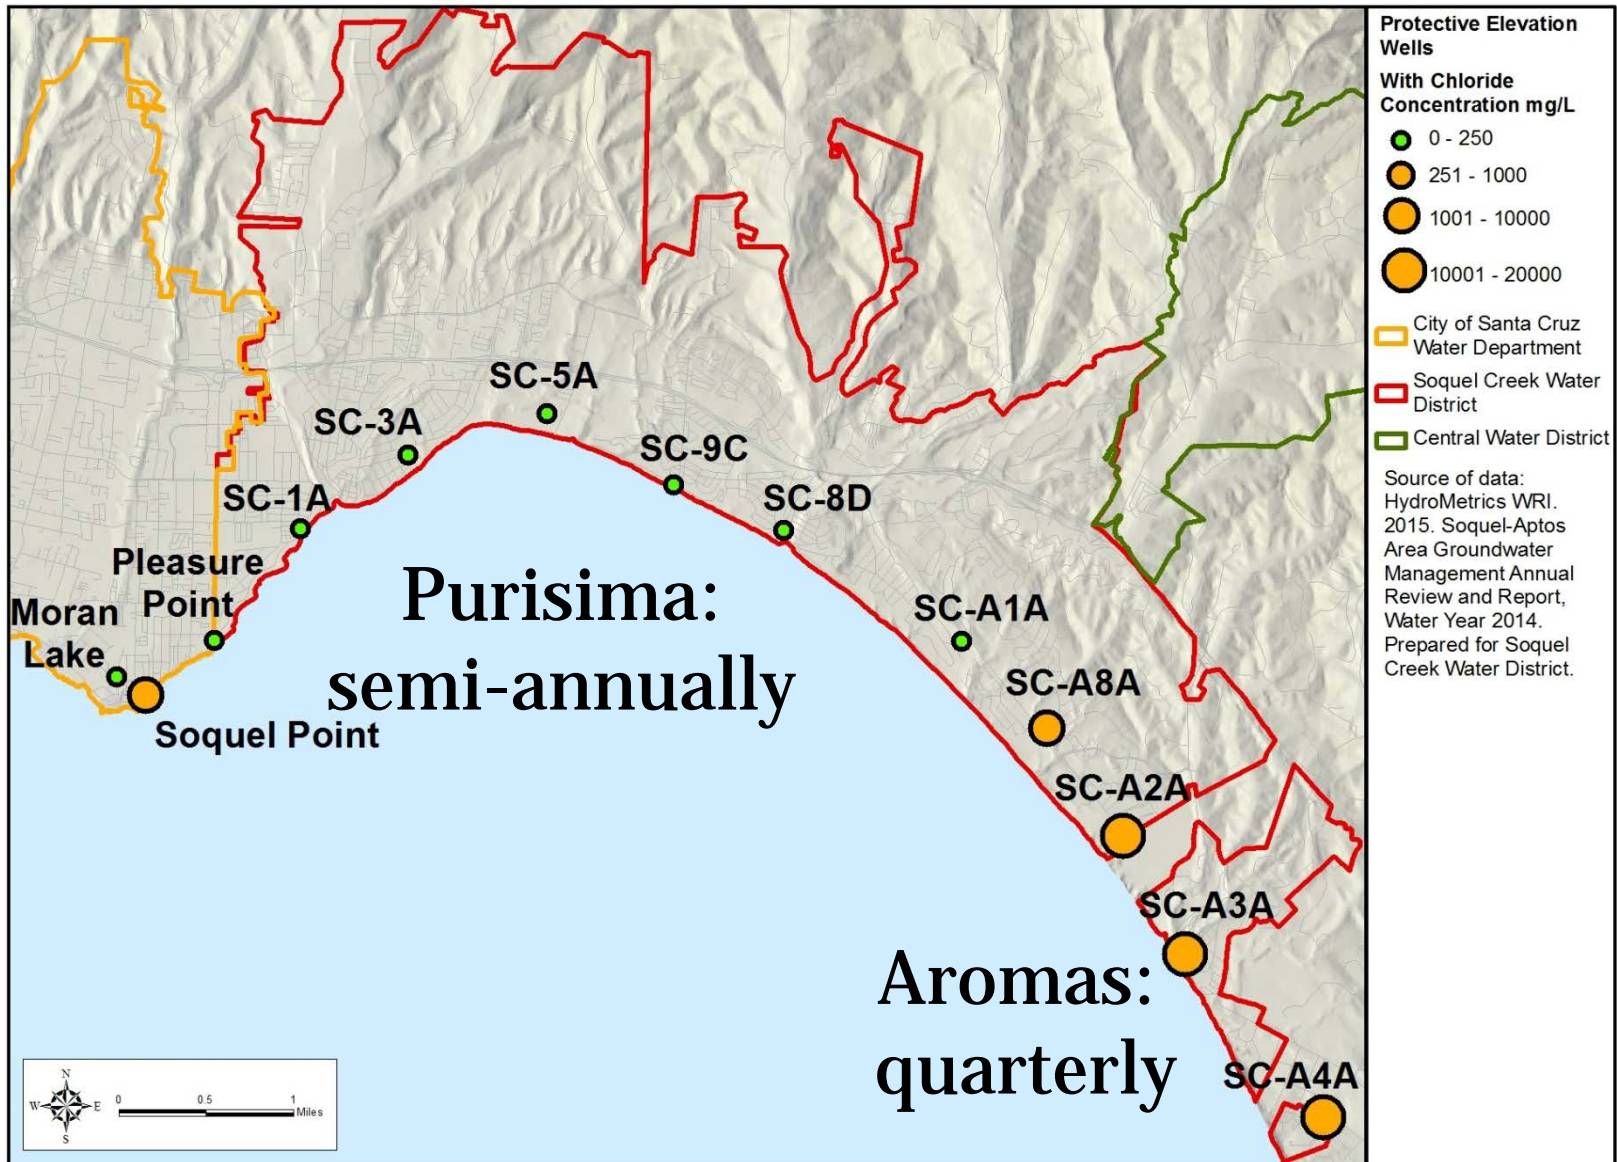 SC-5A
SC-3A
SC-9C
SC-1A
SC-8D
Pleasure
Point
Moran
Lake
Soquel Point
Purisima:
semi-annually
SC-A1A
SC-A8A
SC-A2A
SC-A3A
Aromas:
quarterly
SC-A4A
N
W
E
S
0
0.5
1
Miles
Protective Elevation
Wells
With Chloride
Concentration mg/L
0 - 250
251 - 1000
1001 - 10000
10001 - 20000
City of Santa Cruz
Water Department
Soquel Creek Water
District
Central Water District
Source of data:
HydroMetrics WRI.
2015. Soquel-Aptos
Area Groundwater
Management Annual
Review and Report,
Water Year 2014.
Prepared for Soquel
Creek Water District.